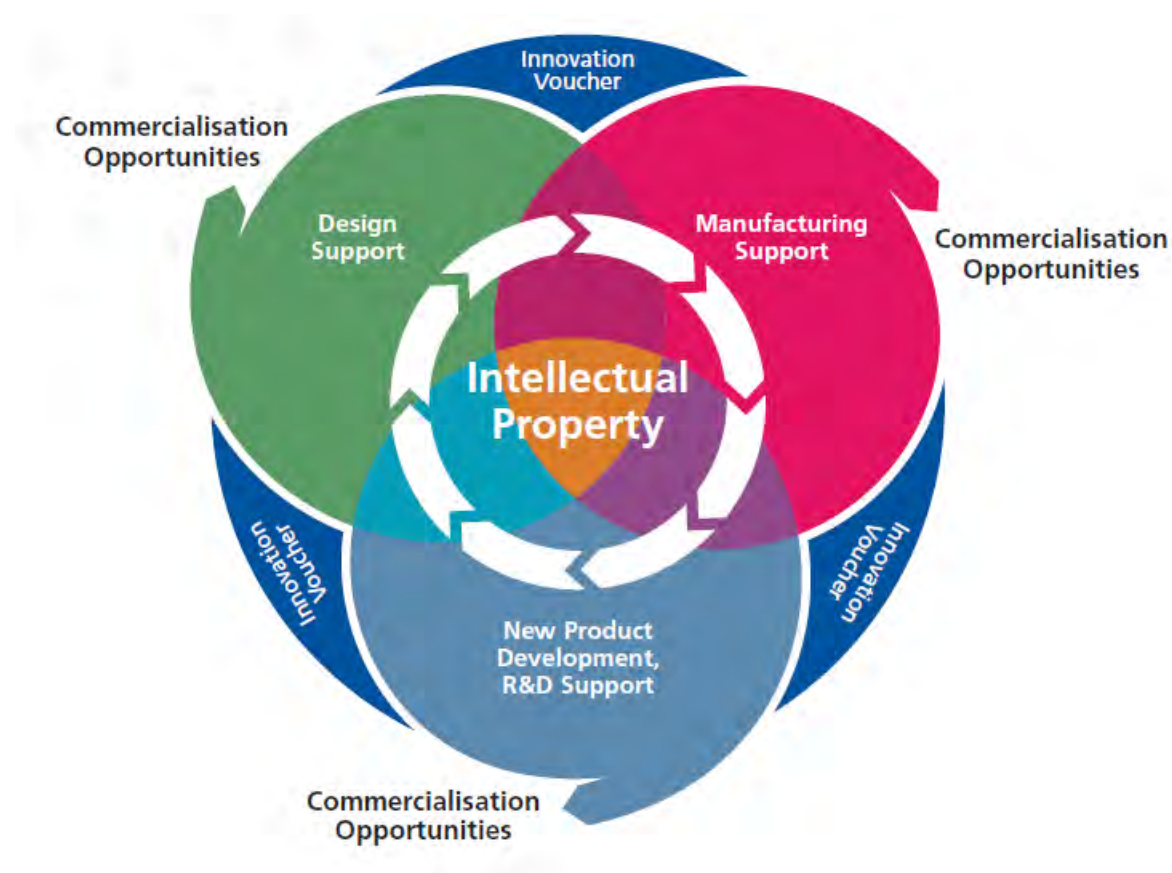 Innovation
Voucher
Commercialisation
Opportunities
Design
Support
Manufacturing
Support
Commercialisation
Opportunities
Intellectual
Property
Innovation
Voucher
Innovation
Voucher
New Product
Development,
R&D Support
Commercialisation
Opportunities